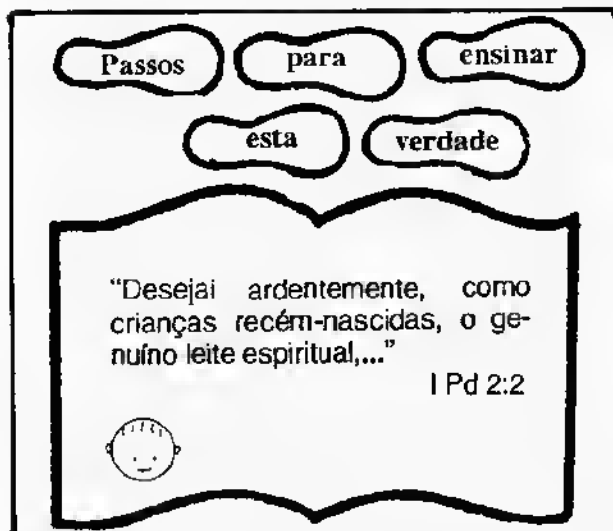 Passos para ensinar
esta verdade
"Desejai ardentemente, como
crianças recém-nascidas, o ge-
nuíno leite espiritual,..."
I Pd 2:2